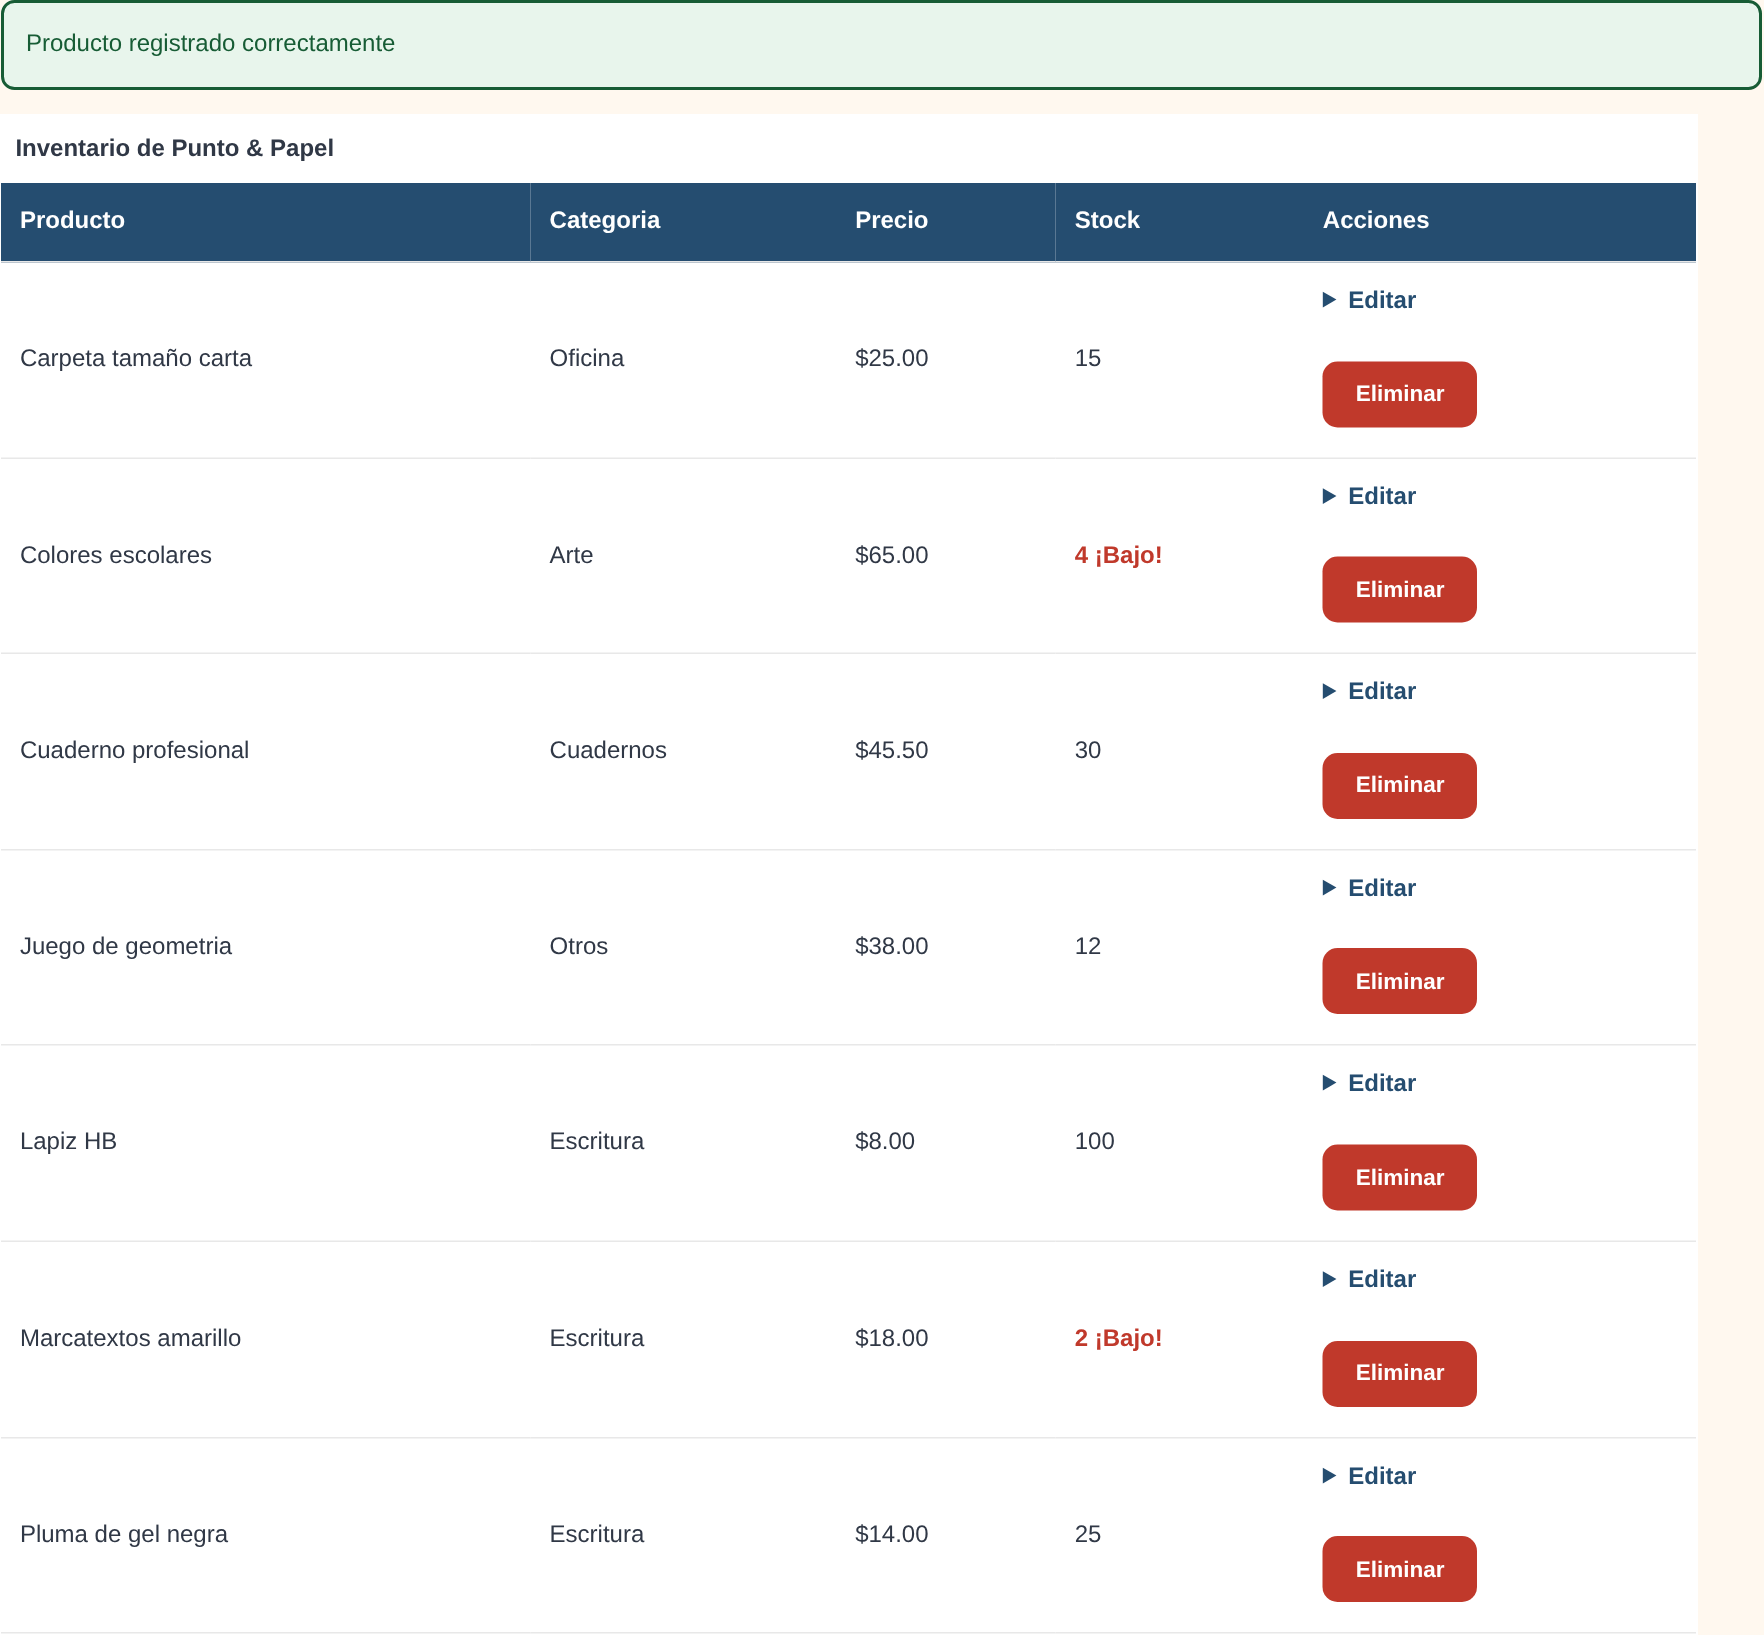 Producto registrado correctamente
Inventario de Punto & Papel
Producto Categoria Precio Stock Acciones
Editar
Carpeta tamaño carta Oficina $25.00 15
Eliminar
Editar
Colores escolares Arte $65.00 4 ¡Bajo!
Eliminar
Editar
Cuaderno profesional Cuadernos $45.50 30
Eliminar
Editar
Juego de geometria Otros $38.00 12
Eliminar
Editar
Lapiz HB Escritura $8.00 100
Eliminar
Editar
Marcatextos amarillo Escritura $18.00 2 ¡Bajo!
Eliminar
Editar
Pluma de gel negra Escritura $14.00 25
Eliminar